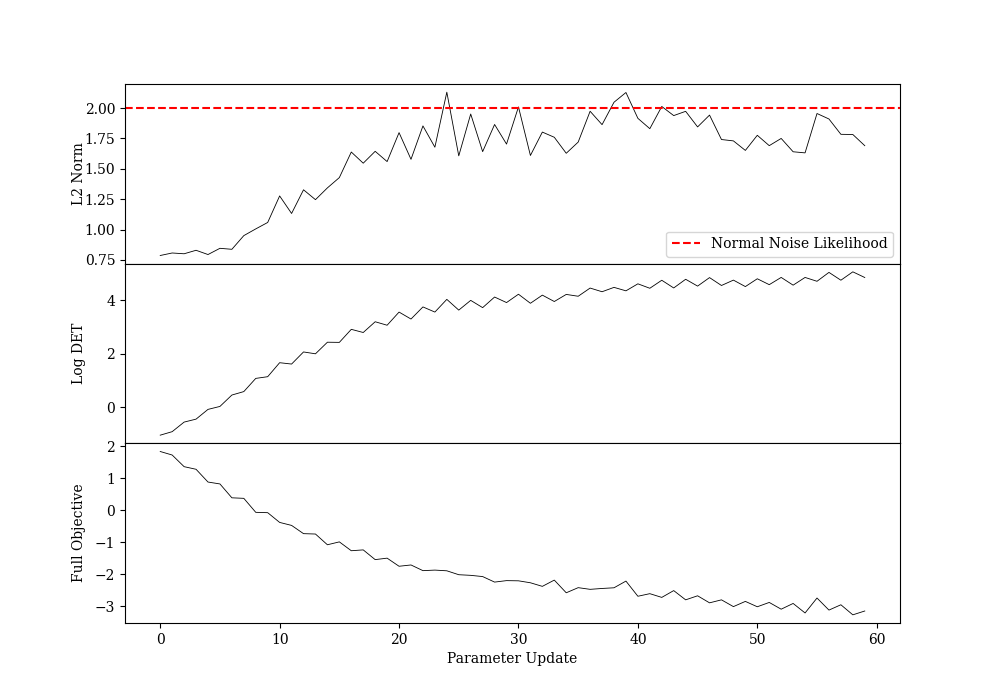 2.00
1.75
1.50
1.25
1.00
0.75
L2 Norm
Normal Noise Likelihood
4
2
0
Log DET
2
1
0
−1
−2
−3
Full Objective
0 10 20 30 40 50 60
Parameter Update